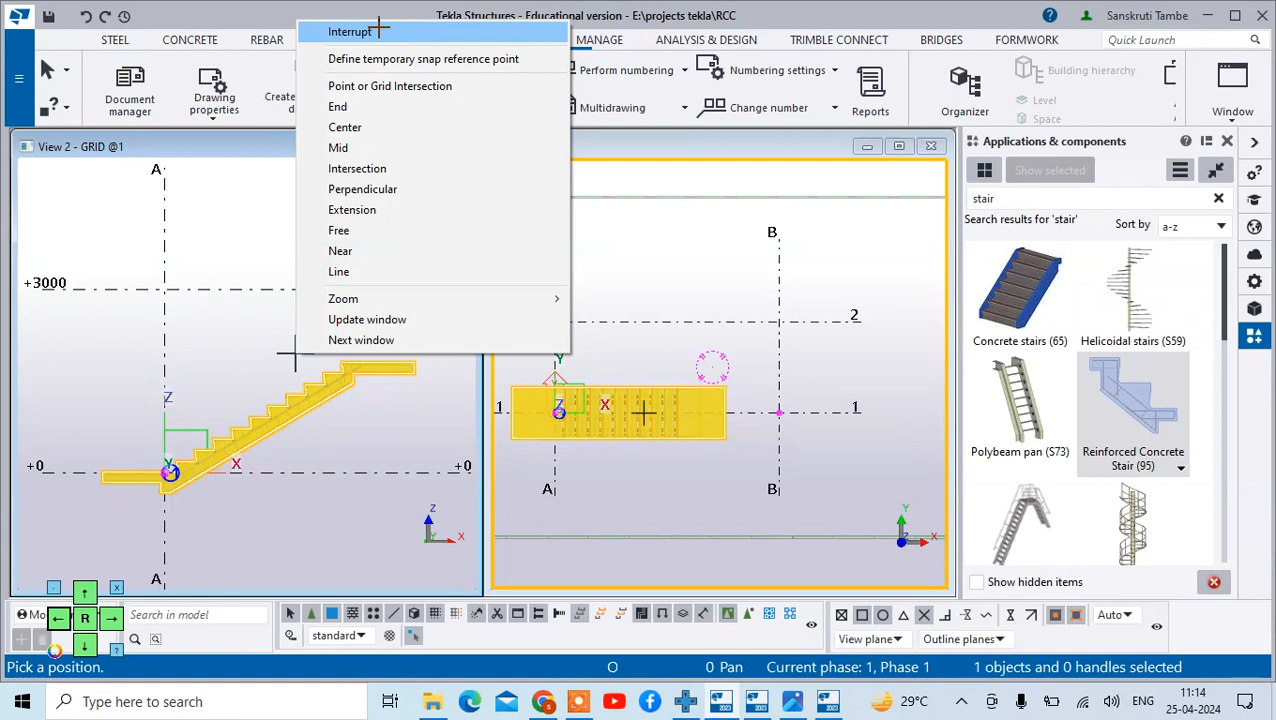 Tekla Structures - Educational version - E:\projects tekla\RCC
Sanskruti Tambe
STEEL CONCRETE REBAR MANAGE ANALYSIS & DESIGN TRIMBLE CONNECT BRIDGES FORMWORK
Quick Launch
Document manager
Drawing properties
Perform numbering
Multidrawing
Numbering settings
Change number
Reports
Organizer
Building hierarchy
Level
Space
Window
Interrupt
Define temporary snap reference point
Point or Grid Intersection
End
Center
Mid
Intersection
Perpendicular
Extension
Free
Near
Line
Zoom
Update window
Next window
View 2 - GRID @1
A
+3000
Z
Y
X
+0
+0
A
Z
Y
X
B
2
Y
1
Z
X
1
A
B
Y
Z
X
Applications & components
Show selected
stair
Search results for 'stair'
Sort by a-z
Concrete stairs (65)
Helicoidal stairs (S59)
Polybeam pan (S73)
Reinforced Concrete Stair (95)
Show hidden items
X
R
?
Search in model
standard
Auto
View plane
Outline planes
Pick a position.
O
0 Pan
Current phase: 1, Phase 1
1 objects and 0 handles selected
Type here to search
29°C
ENG
11:14
25-04-2024